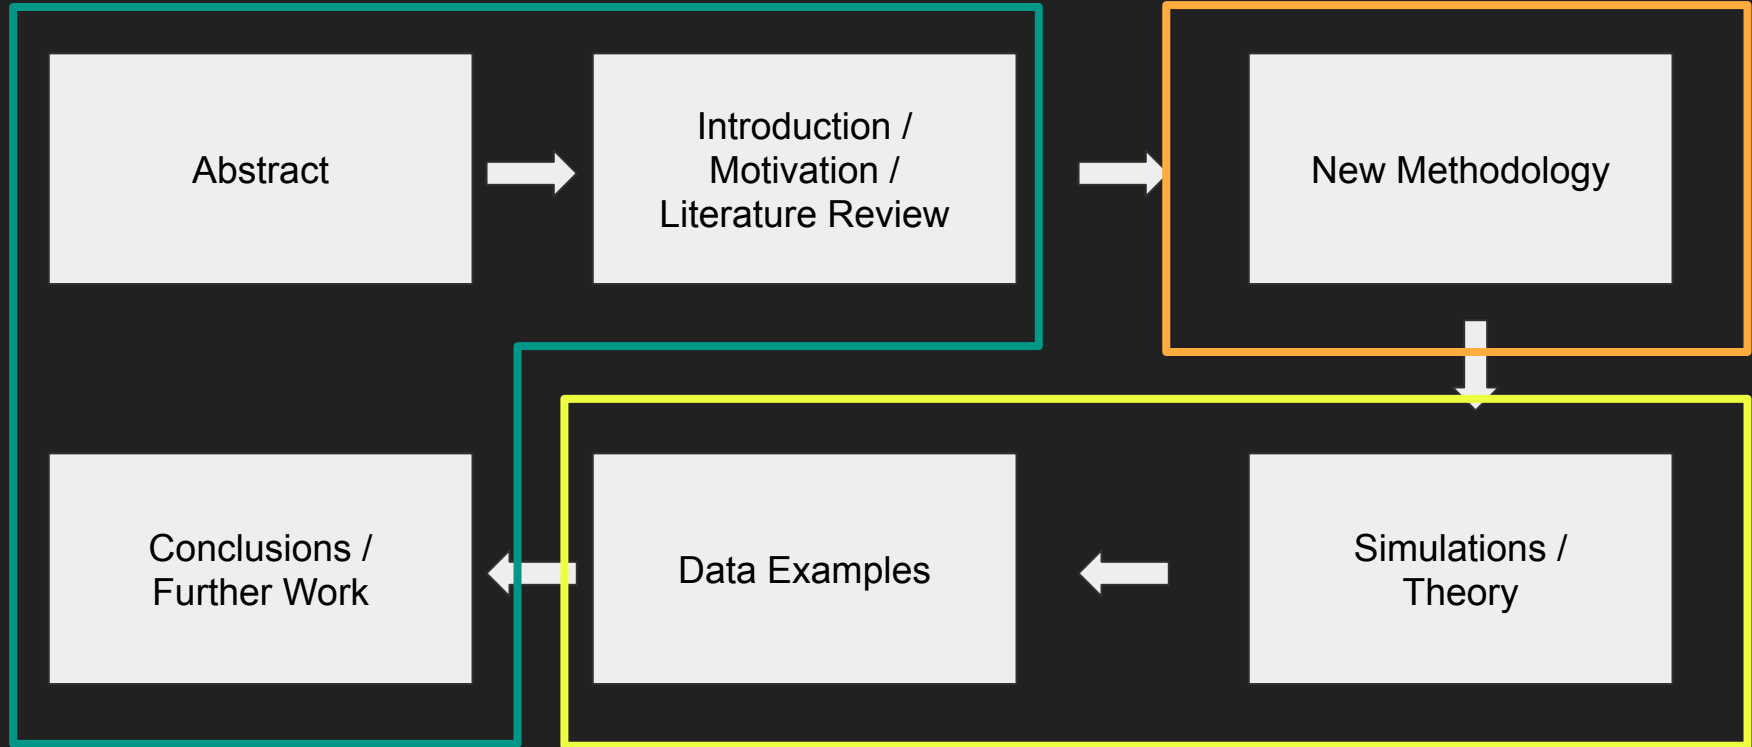 Abstract
Introduction /
Motivation /
Literature Review
New Methodology
Conclusions /
Further Work
Data Examples
Simulations /
Theory